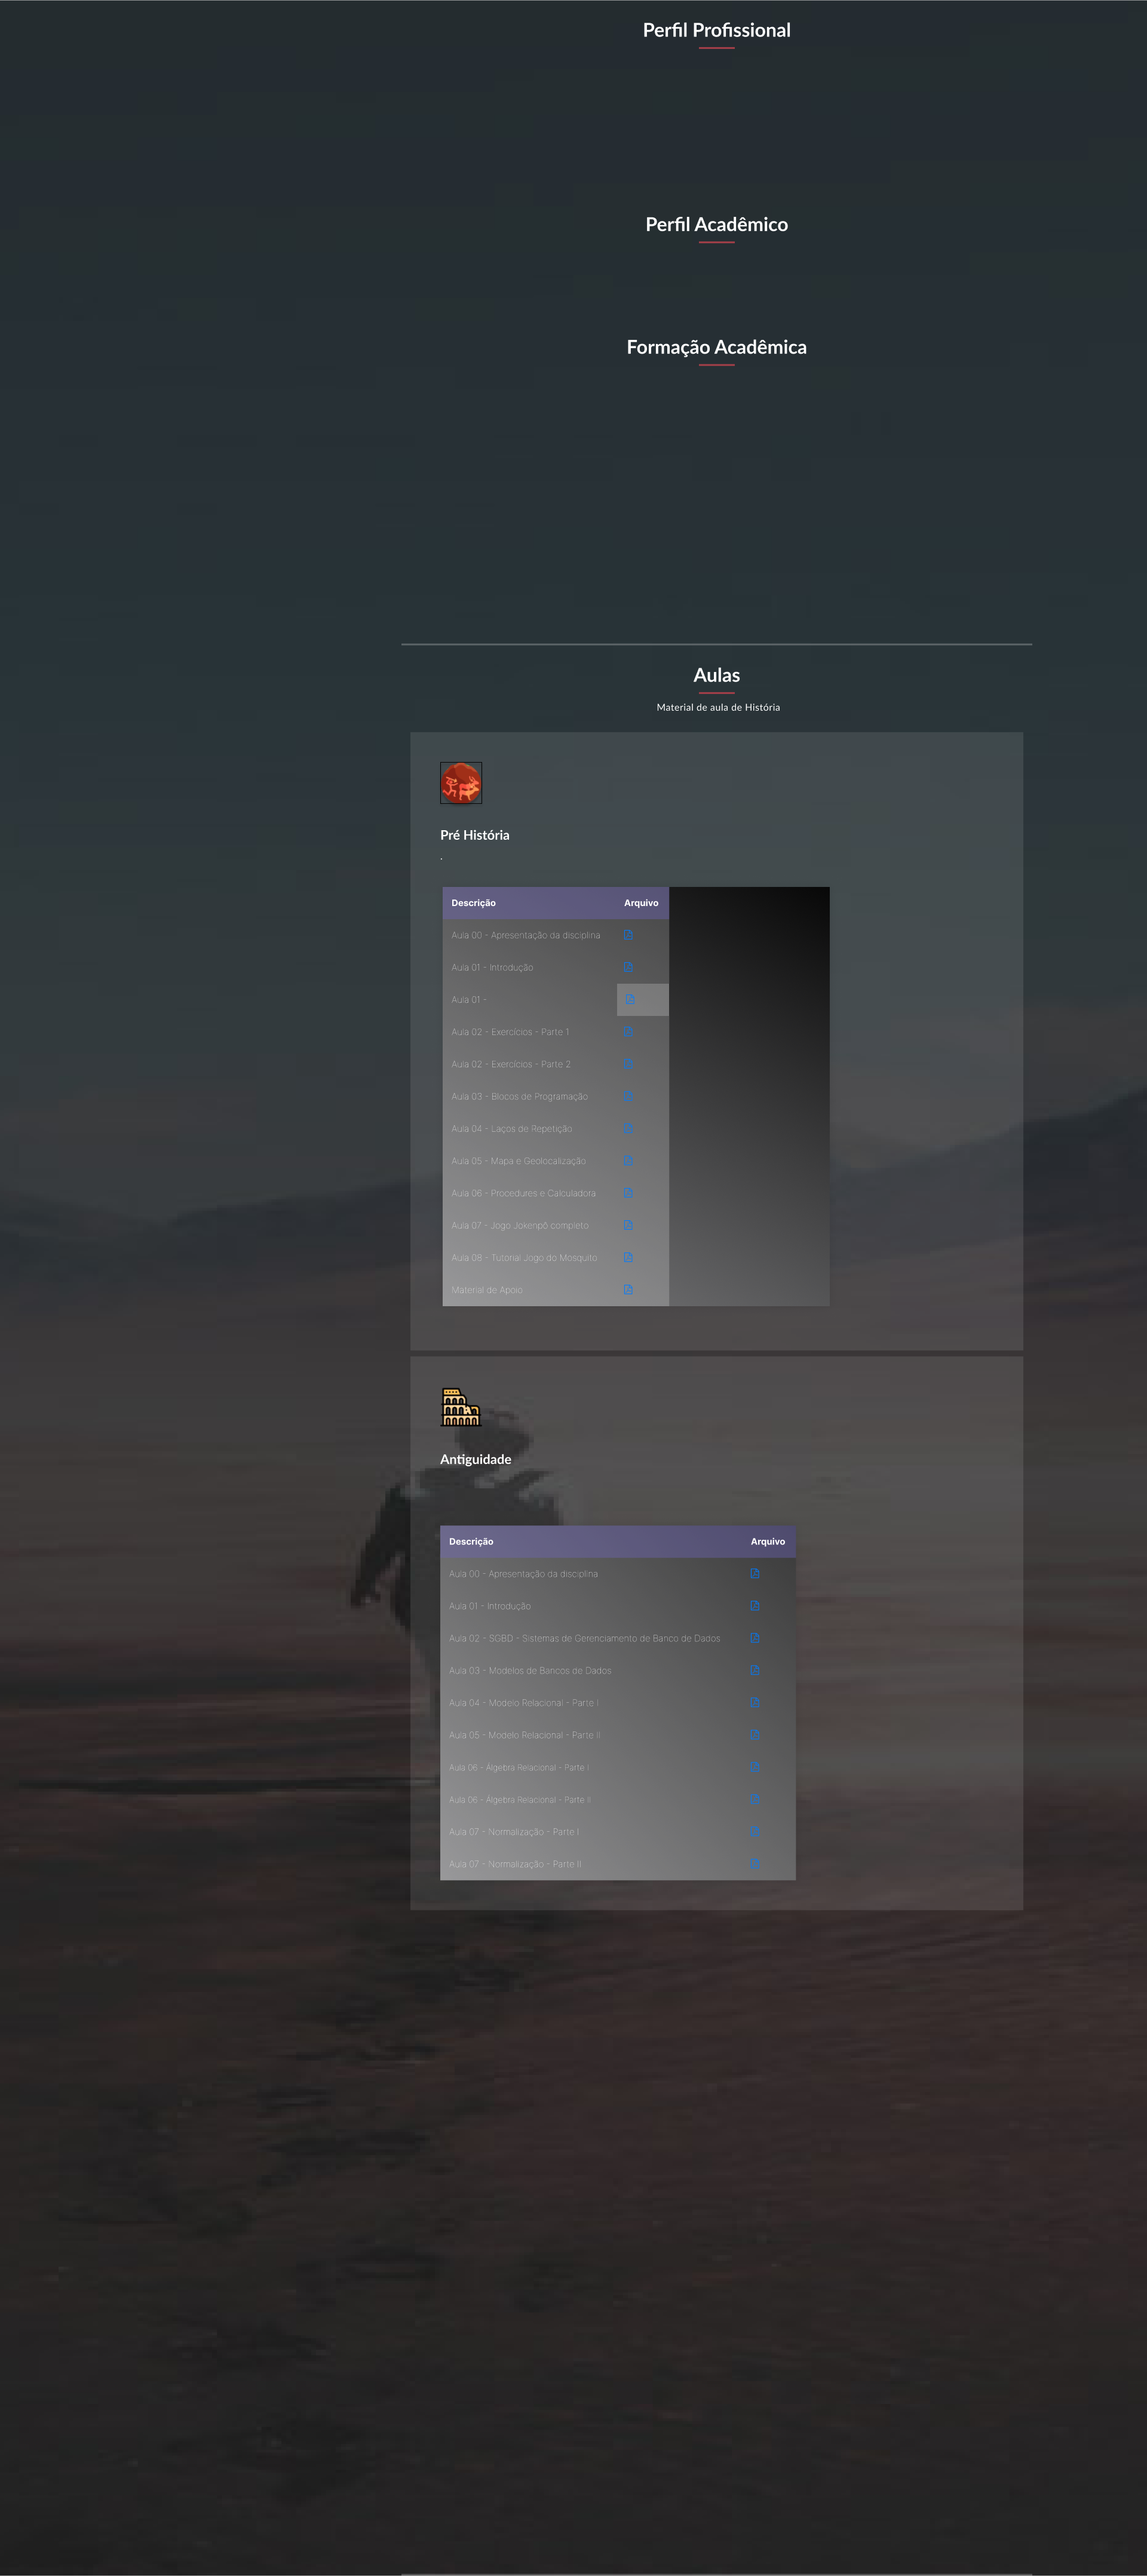 Perfil Profissional
Perfil Acadêmico
Formação Acadêmica
Aulas
Material de aula de História
Pré História
.
Descrição Arquivo
Aula 00 - Apresentação da disciplina
Aula 01 - Introdução
Aula 01 -
Aula 02 - Exercícios - Parte 1
Aula 02 - Exercícios - Parte 2
Aula 03 - Blocos de Programação
Aula 04 - Laços de Repetição
Aula 05 - Mapa e Geolocalização
Aula 06 - Procedures e Calculadora
Aula 07 - Jogo Jokenpô completo
Aula 08 - Tutorial Jogo do Mosquito
Material de Apoio
Antiguidade
Descrição Arquivo
Aula 00 - Apresentação da disciplina
Aula 01 - Introdução
Aula 02 - SGBD - Sistemas de Gerenciamento de Banco de Dados
Aula 03 - Modelos de Bancos de Dados
Aula 04 - Modelo Relacional - Parte I
Aula 05 - Modelo Relacional - Parte II
Aula 06 - Álgebra Relacional - Parte I
Aula 06 - Álgebra Relacional - Parte II
Aula 07 - Normalização - Parte I
Aula 07 - Normalização - Parte II